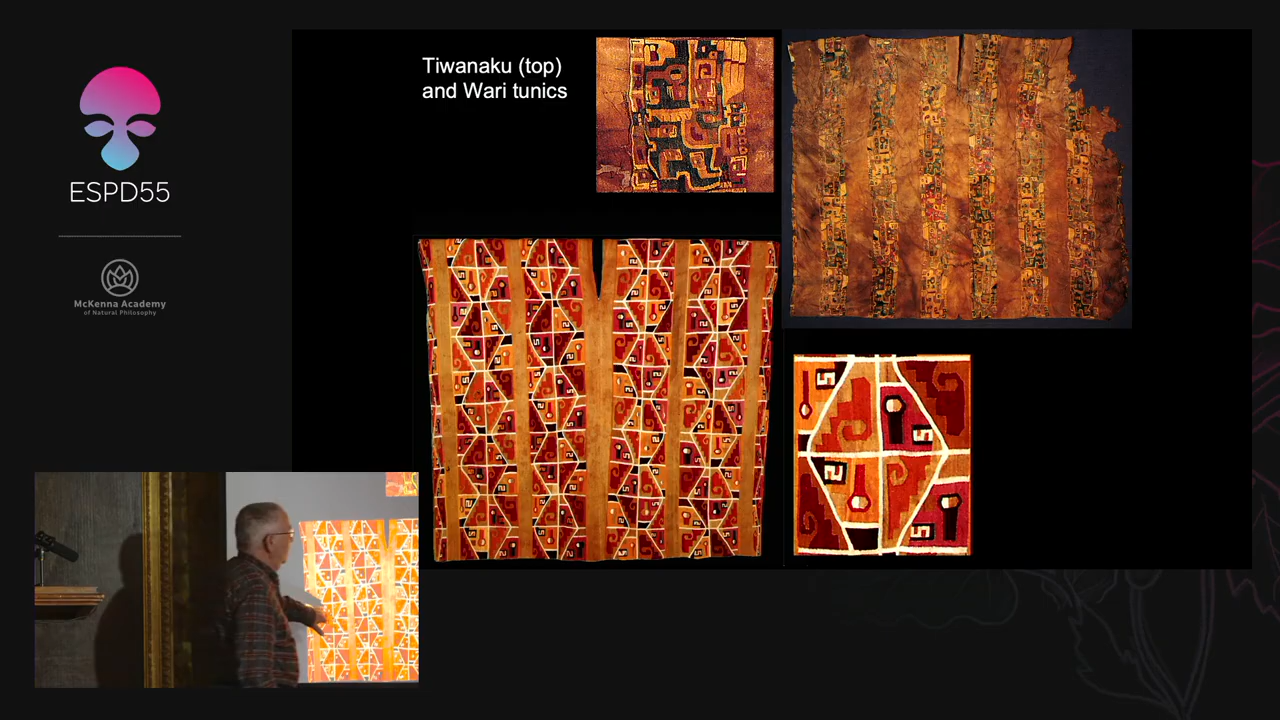 ESPD55
McKenna Academy
of Natural Philosophy
Tiwanaku (top)
and Wari tunics